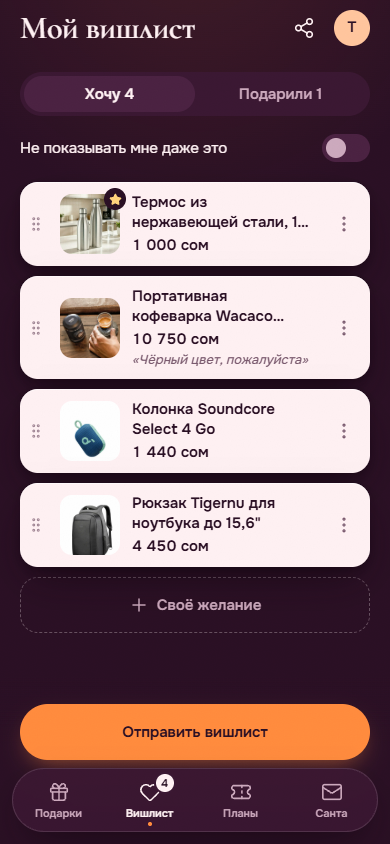 Мой вишлист
T
Хочу 4
Подарили 1
Не показывать мне даже это
Термос из
нержавеющей стали, 1...
1 000 сом
Портативная
кофеварка Wacaco...
10 750 сом
«Чёрный цвет, пожалуйста»
Колонка Soundcore
Select 4 Go
1 440 сом
Рюкзак Tigernu для
ноутбука до 15,6"
4 450 сом
Своё желание
Отправить вишлист
4
Подарки
Вишлист
Планы
Санта